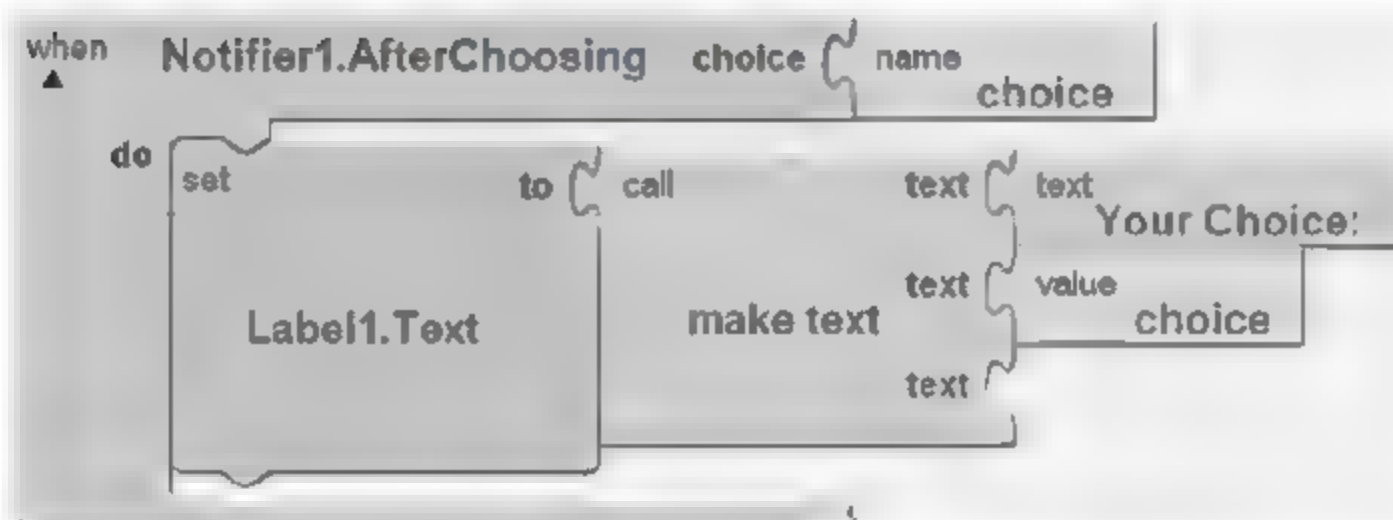 when Notifier1.AfterChoosing choice name
choice
do set to call text text
Your Choice:
text value
Label1.Text make text choice
text